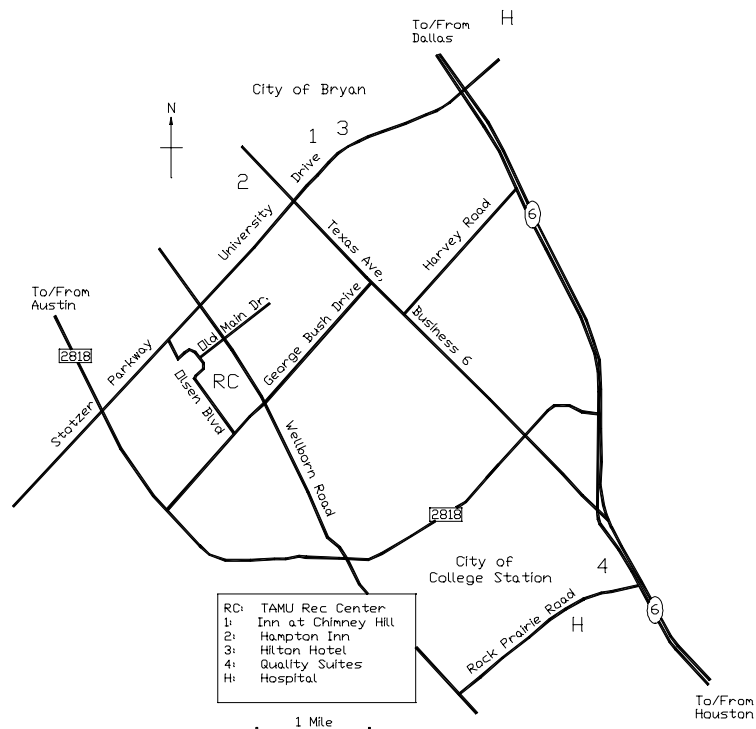 To/From
Dallas
H
City of Bryan
N
1
3
2
University Drive
Texas Ave,
Business 6
Harvey Road
6
To/From
Austin
2818
Stotzer Parkway
Old Main Dr.
Olsen Blvd
RC
George Bush Drive
Wellborn Road
2818
City of
College Station
4
Rock Prairie Road
H
6
RC: TAMU Rec Center
1: Inn at Chimney Hill
2: Hampton Inn
3: Hilton Hotel
4: Quality Suites
H: Hospital
1 Mile
To/From
Houston